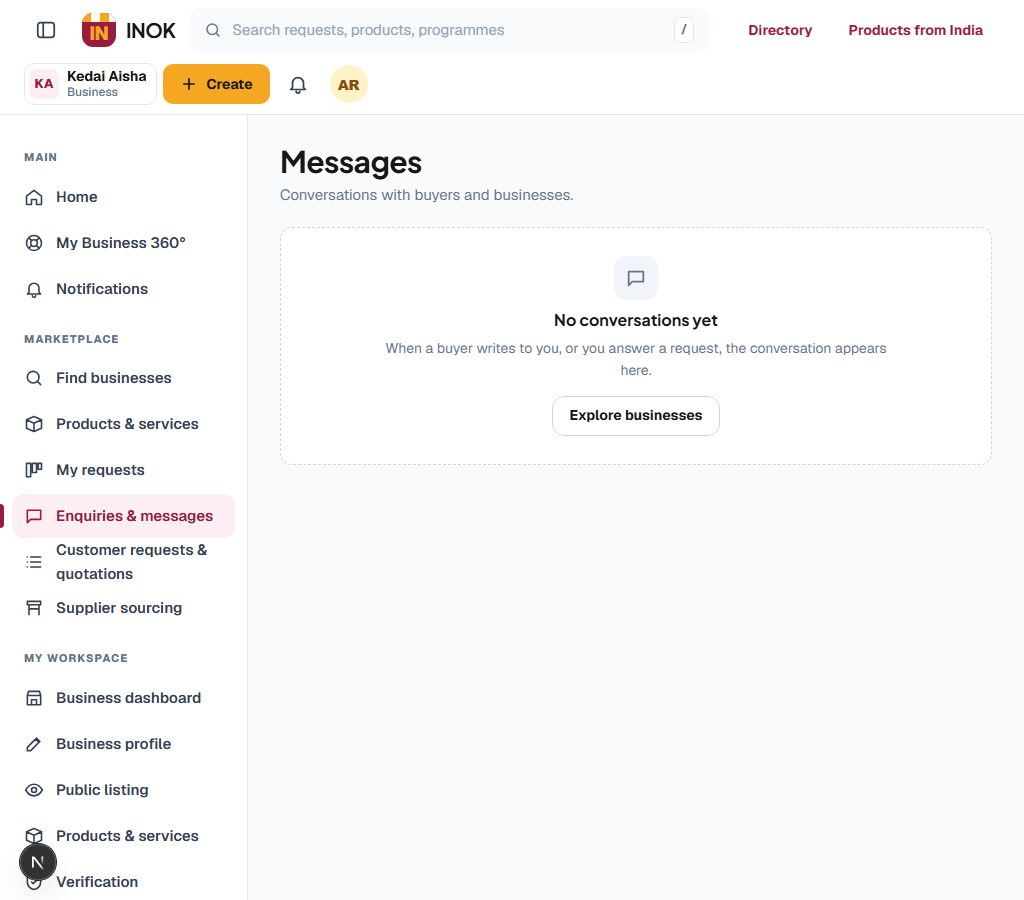 IN INOK
Search requests, products, programmes
/
Directory
Products from India
KA
Kedai Aisha
Business
+ Create
AR
MAIN
Home
My Business 360°
Notifications
MARKETPLACE
Find businesses
Products & services
My requests
Enquiries & messages
Customer requests &
quotations
Supplier sourcing
MY WORKSPACE
Business dashboard
Business profile
Public listing
Products & services
N
Verification
Messages
Conversations with buyers and businesses.
No conversations yet
When a buyer writes to you, or you answer a request, the conversation appears
here.
Explore businesses